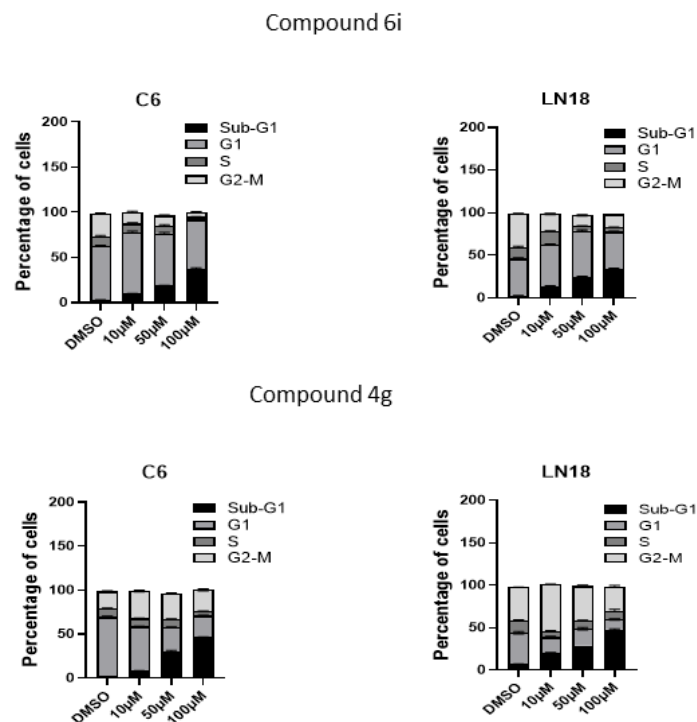 Compound 6i
C6
Percentage of cells
200
150
100
50
0
DMSO
10μM
50μM
100μM
Sub-G1
G1
S
G2-M
LN18
Percentage of cells
200
150
100
50
0
DMSO
10μM
50μM
100μM
Sub-G1
G1
S
G2-M
Compound 4g
C6
Percentage of cells
200
150
100
50
0
DMSO
10μM
50μM
100μM
Sub-G1
G1
S
G2-M
LN18
Percentage of cells
200
150
100
50
0
DMSO
10μM
50μM
100μM
Sub-G1
G1
S
G2-M